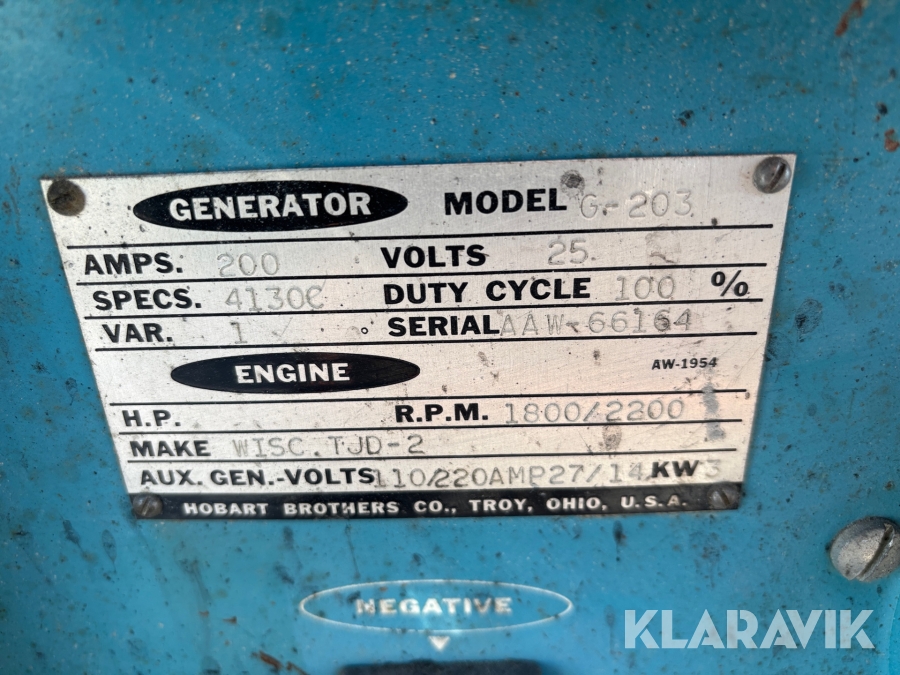 GENERATOR MODEL G-203
AMPS. 200 VOLTS 25
SPECS. 4130C DUTY CYCLE 100 %
VAR. 1 SERIAL AAW-66164
ENGINE AW-1954
H.P. R.P.M. 1800/2200
MAKE WISC. TJD-2
AUX. GEN.-VOLTS 110/220 AMP 27/14 KW 3
HOBART BROTHERS CO., TROY, OHIO, U.S.A.
NEGATIVE
KLARAVIK